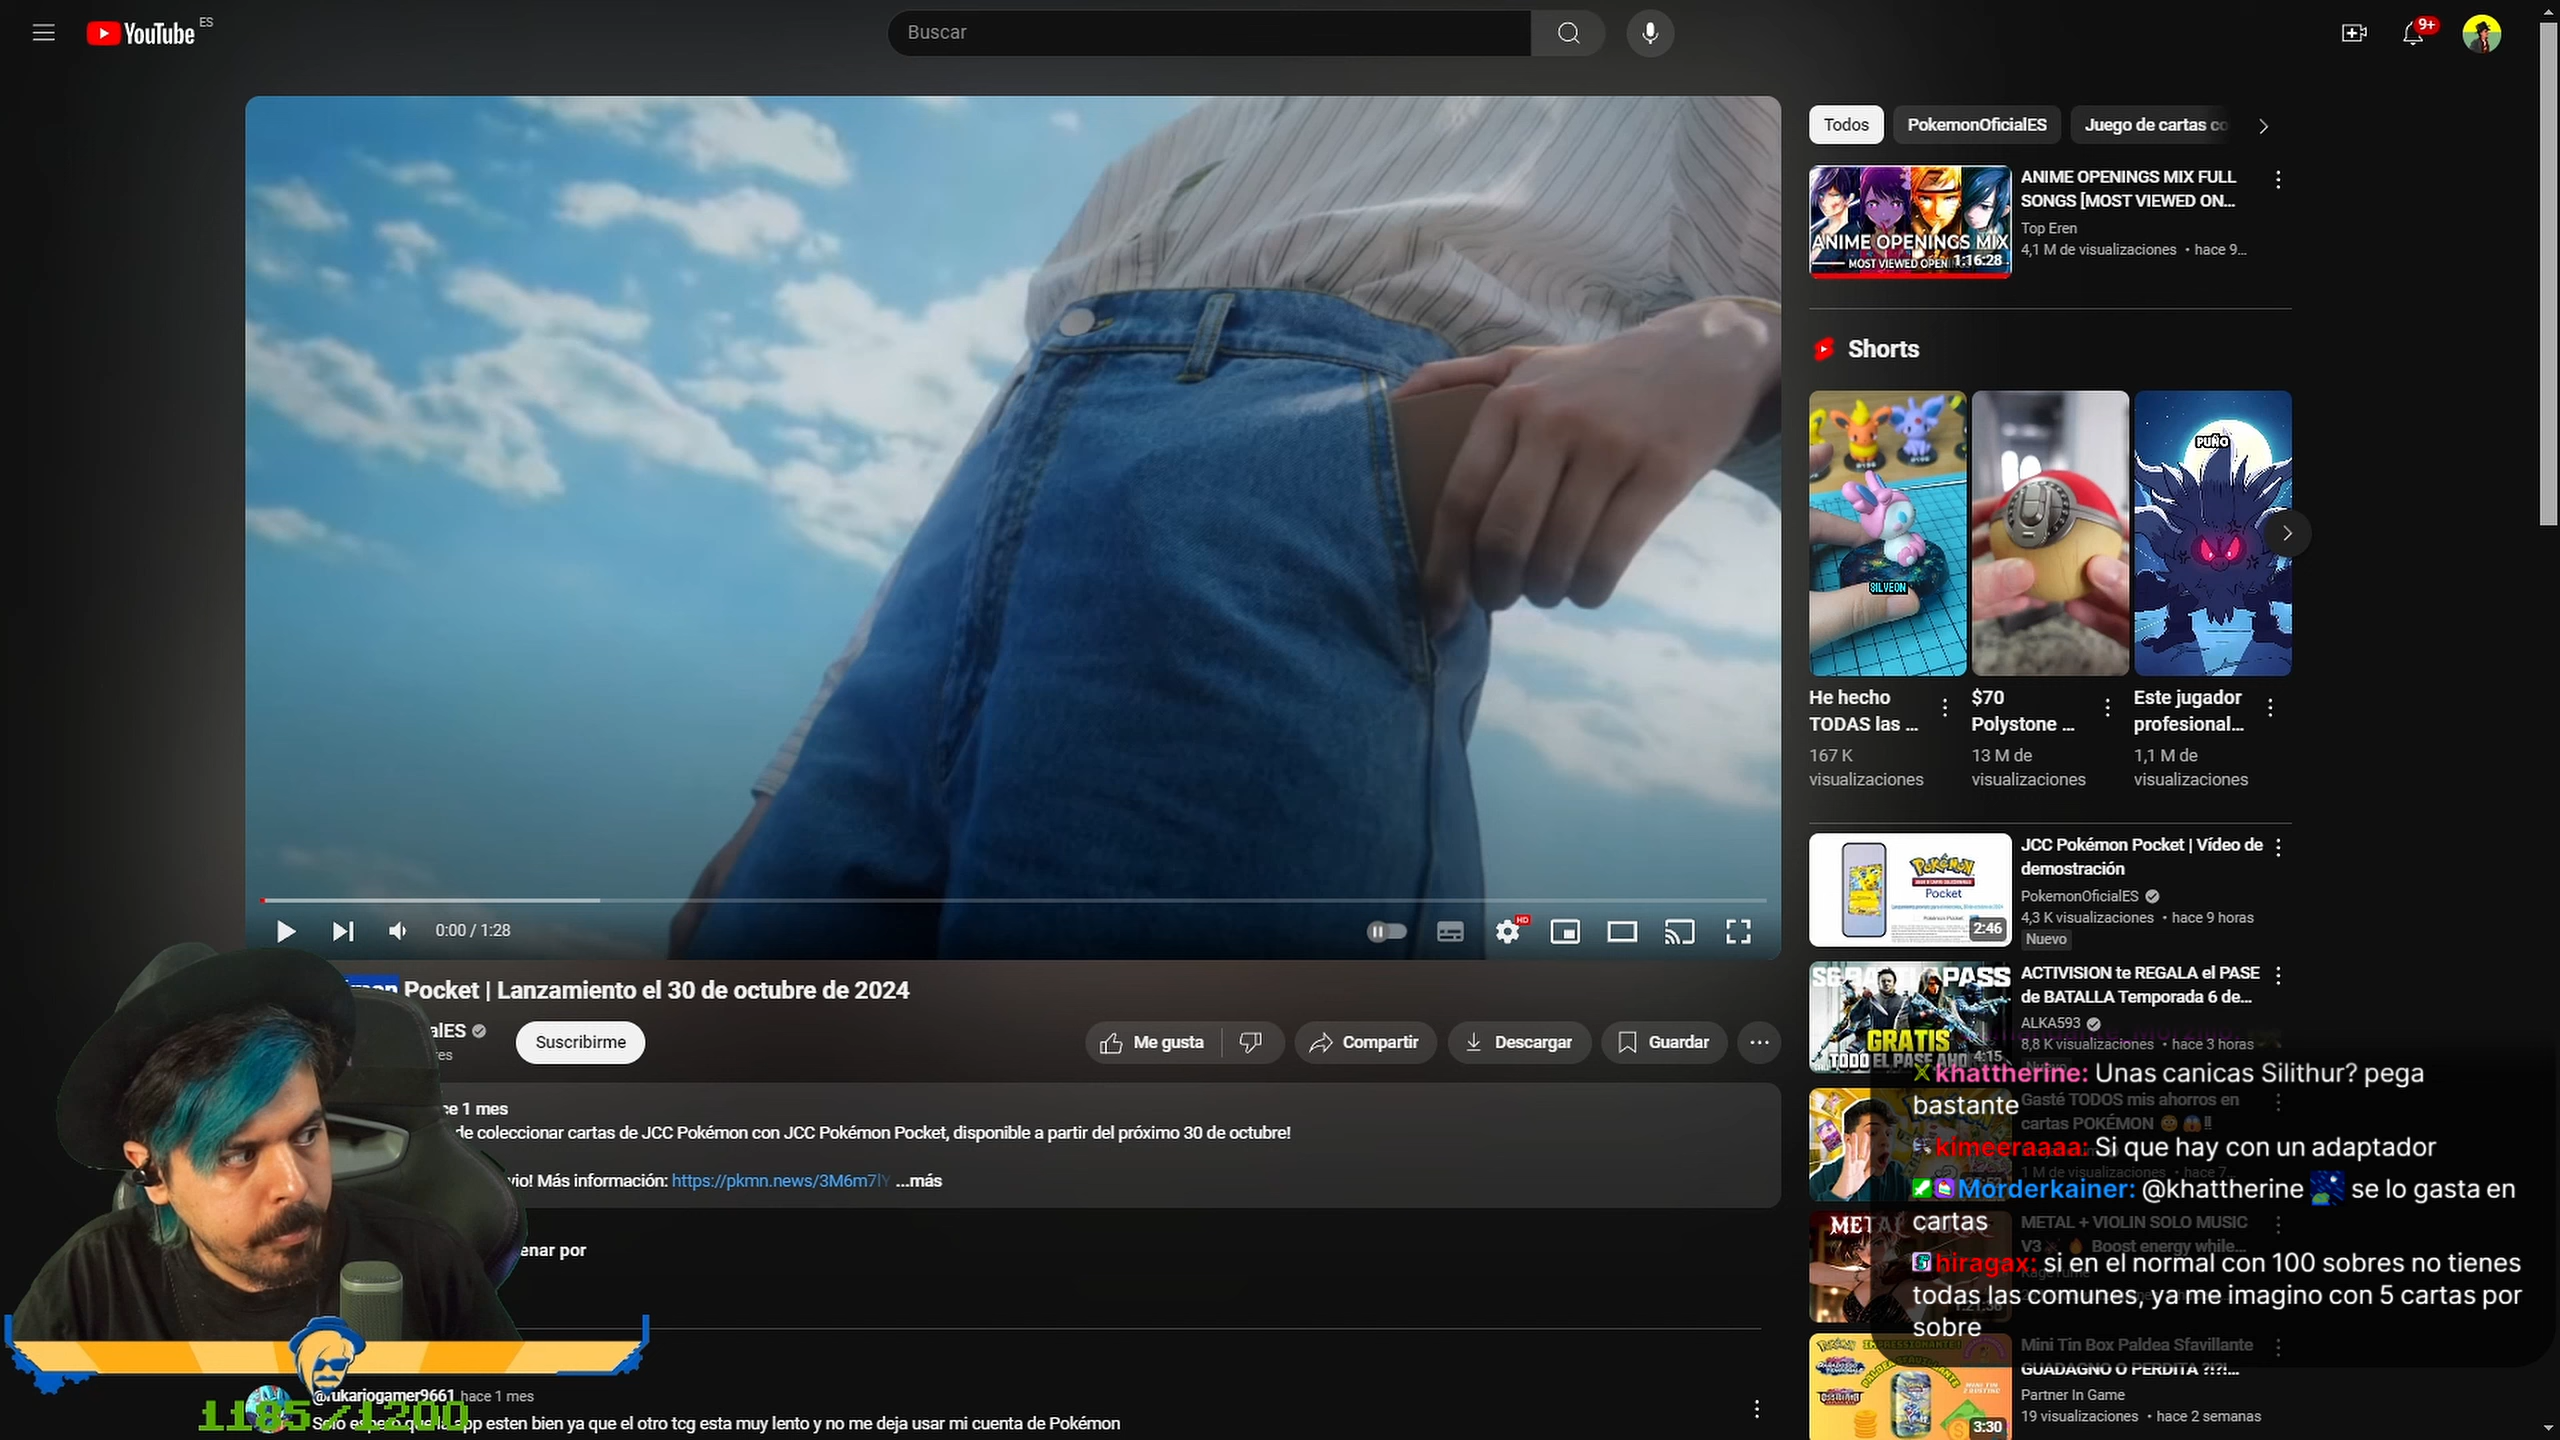 YouTube ES
Buscar
9+
Todos
PokemonOficialES
Juego de cartas co
ANIME OPENINGS MIX
MOST VIEWED OPENI
1:16:28
ANIME OPENINGS MIX FULL
SONGS [MOST VIEWED ON...
Top Eren
4,1 M de visualizaciones • hace 9...
Shorts
SILVEON
PUÑO
He hecho
TODAS las ...
167 K
visualizaciones
$70
Polystone ...
13 M de
visualizaciones
Este jugador
profesional...
1,1 M de
visualizaciones
0:00 / 1:28
HD
Pocket | Lanzamiento el 30 de octubre de 2024
alES
res
Suscribirme
Me gusta
Compartir
Descargar
Guardar
ce 1 mes
de coleccionar cartas de JCC Pokémon con JCC Pokémon Pocket, disponible a partir del próximo 30 de octubre!
vio! Más información: https://pkmn.news/3M6m7lY ...más
enar por
@rukariogamer9661 hace 1 mes
1185/1200
Solo espero que la app esten bien ya que el otro tcg esta muy lento y no me deja usar mi cuenta de Pokémon
Pokémon
Pocket
2:46
JCC Pokémon Pocket | Vídeo de
demostración
PokemonOficialES
4,3 K visualizaciones • hace 9 horas
Nuevo
GRATIS
TODO EL PASE AHO
4:15
ACTIVISION te REGALA el PASE
de BATALLA Temporada 6 de...
ALKA593
8,8 K visualizaciones • hace 3 horas
Gasté TODOS mis ahorros en
cartas POKÉMON
1 M de visualizaciones • hace 7
METAL + VIOLIN SOLO MUSIC
V3 Boost energy while...
Mini Tin Box Paldea Sfavillante
GUADAGNO O PERDITA ?!?!...
Partner In Game
19 visualizaciones • hace 2 semanas
3:30
khattherine: Unas canicas Silithur? pega
bastante
kimeeraaaa: Si que hay con un adaptador
Morderkainer: @khattherine se lo gasta en
cartas
hiragax: si en el normal con 100 sobres no tienes
todas las comunes, ya me imagino con 5 cartas por
sobre